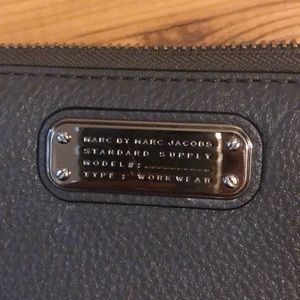 MARC BY MARC JACOBS
STANDARD SUPPLY
MODEL#:..............
TYPE : WORKWEAR